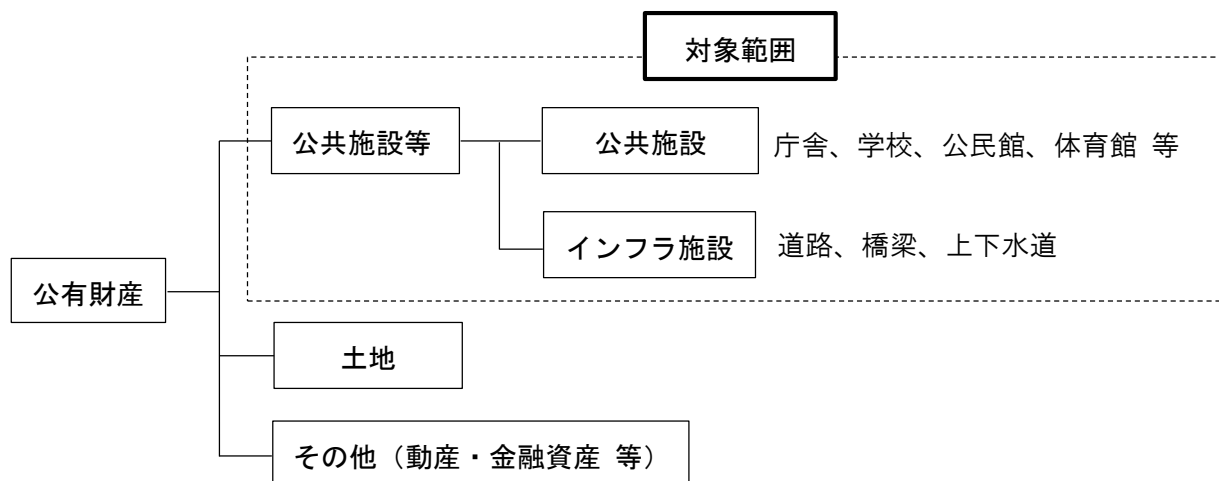 対象範囲
公共施設等
公共施設
庁舎、学校、公民館、体育館 等
インフラ施設
道路、橋梁、上下水道
公有財産
土地
その他（動産・金融資産 等）